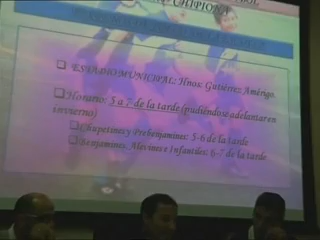 CHIPIONA
❑ ESTADIO MUNICIPAL: Hnos. Gutiérrez Amérigo.
❑ Horario: 5 a 7 de la tarde (pudiéndose adelantar en
invierno)
❑ Chupetines y Prebenjamines: 5-6 de la tarde
❑ Benjamines, Alevines e Infantiles: 6-7 de la tarde